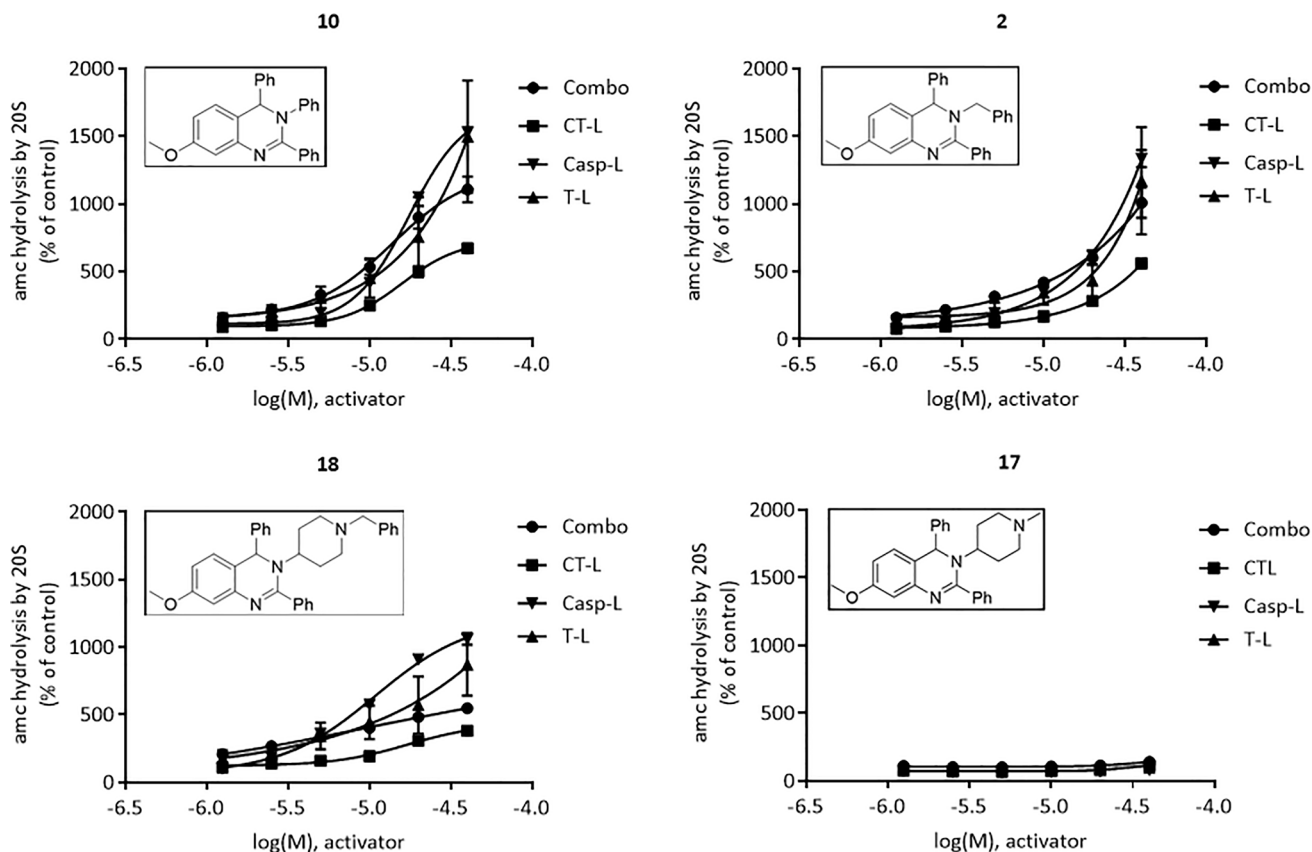 10
2000
1500
1000
500
0
amc hydrolysis by 20S
(% of control)
-6.5
-6.0
-5.5
-5.0
-4.5
-4.0
log(M), activator
Ph
N
Ph
O
N
Ph
Combo
CT-L
Casp-L
T-L
2
2000
1500
1000
500
0
amc hydrolysis by 20S
(% of control)
-6.5
-6.0
-5.5
-5.0
-4.5
-4.0
log(M), activator
Ph
N
Ph
O
N
Ph
Combo
CT-L
Casp-L
T-L
18
2000
1500
1000
500
0
amc hydrolysis by 20S
(% of control)
-6.5
-6.0
-5.5
-5.0
-4.5
-4.0
log(M), activator
Ph
N
Ph
N
O
N
Ph
Combo
CT-L
Casp-L
T-L
17
2000
1500
1000
500
0
amc hydrolysis by 20S
(% of control)
-6.5
-6.0
-5.5
-5.0
-4.5
-4.0
log(M), activator
Ph
N
N
O
N
Ph
Combo
CTL
Casp-L
T-L